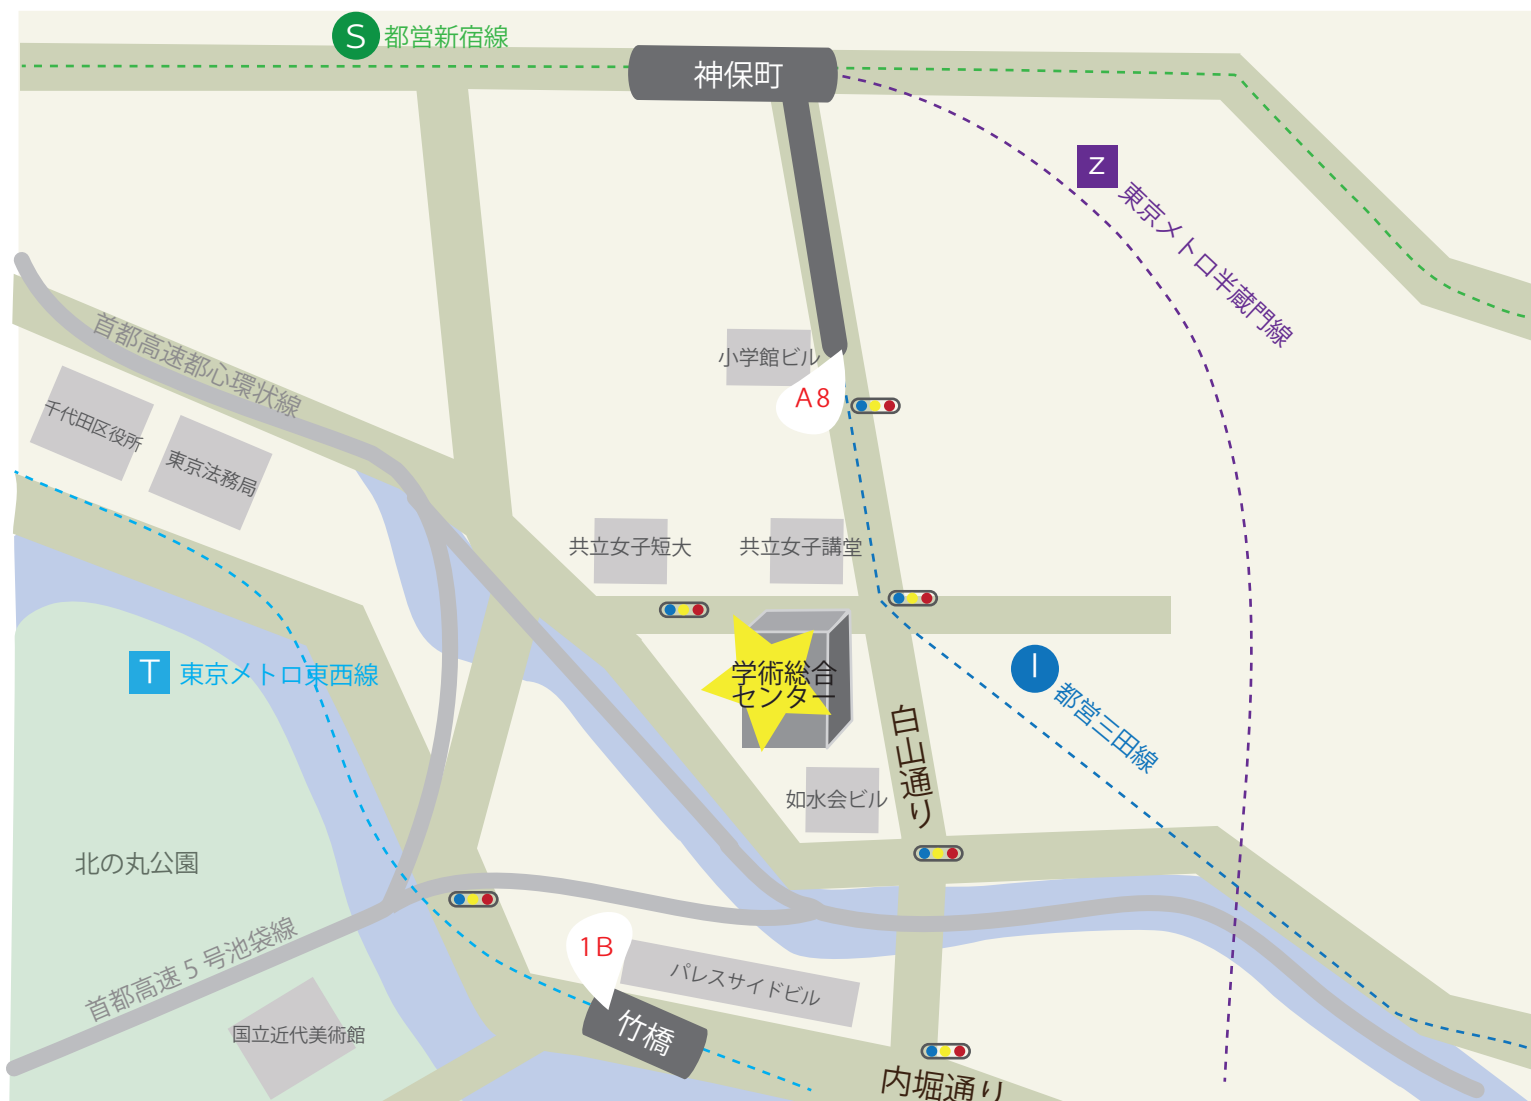 S 都営新宿線
神保町
Z
東京メトロ半蔵門線
首都高速都心環状線
小学館ビル
A8
千代田区役所
東京法務局
共立女子短大
共立女子講堂
T 東京メトロ東西線
学術総合
センター
I
都営三田線
白山通り
如水会ビル
北の丸公園
首都高速5号池袋線
1B
パレスサイドビル
国立近代美術館
竹橋
内堀通り